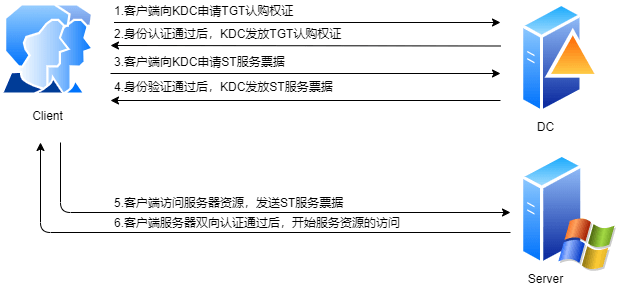 1.客户端向KDC申请TGT认购权证
2.身份认证通过后，KDC发放TGT认购权证
3.客户端向KDC申请ST服务票据
4.身份验证通过后，KDC发放ST服务票据
Client
DC
5.客户端访问服务器资源，发送ST服务票据
6.客户端服务器双向认证通过后，开始服务资源的访问
Server